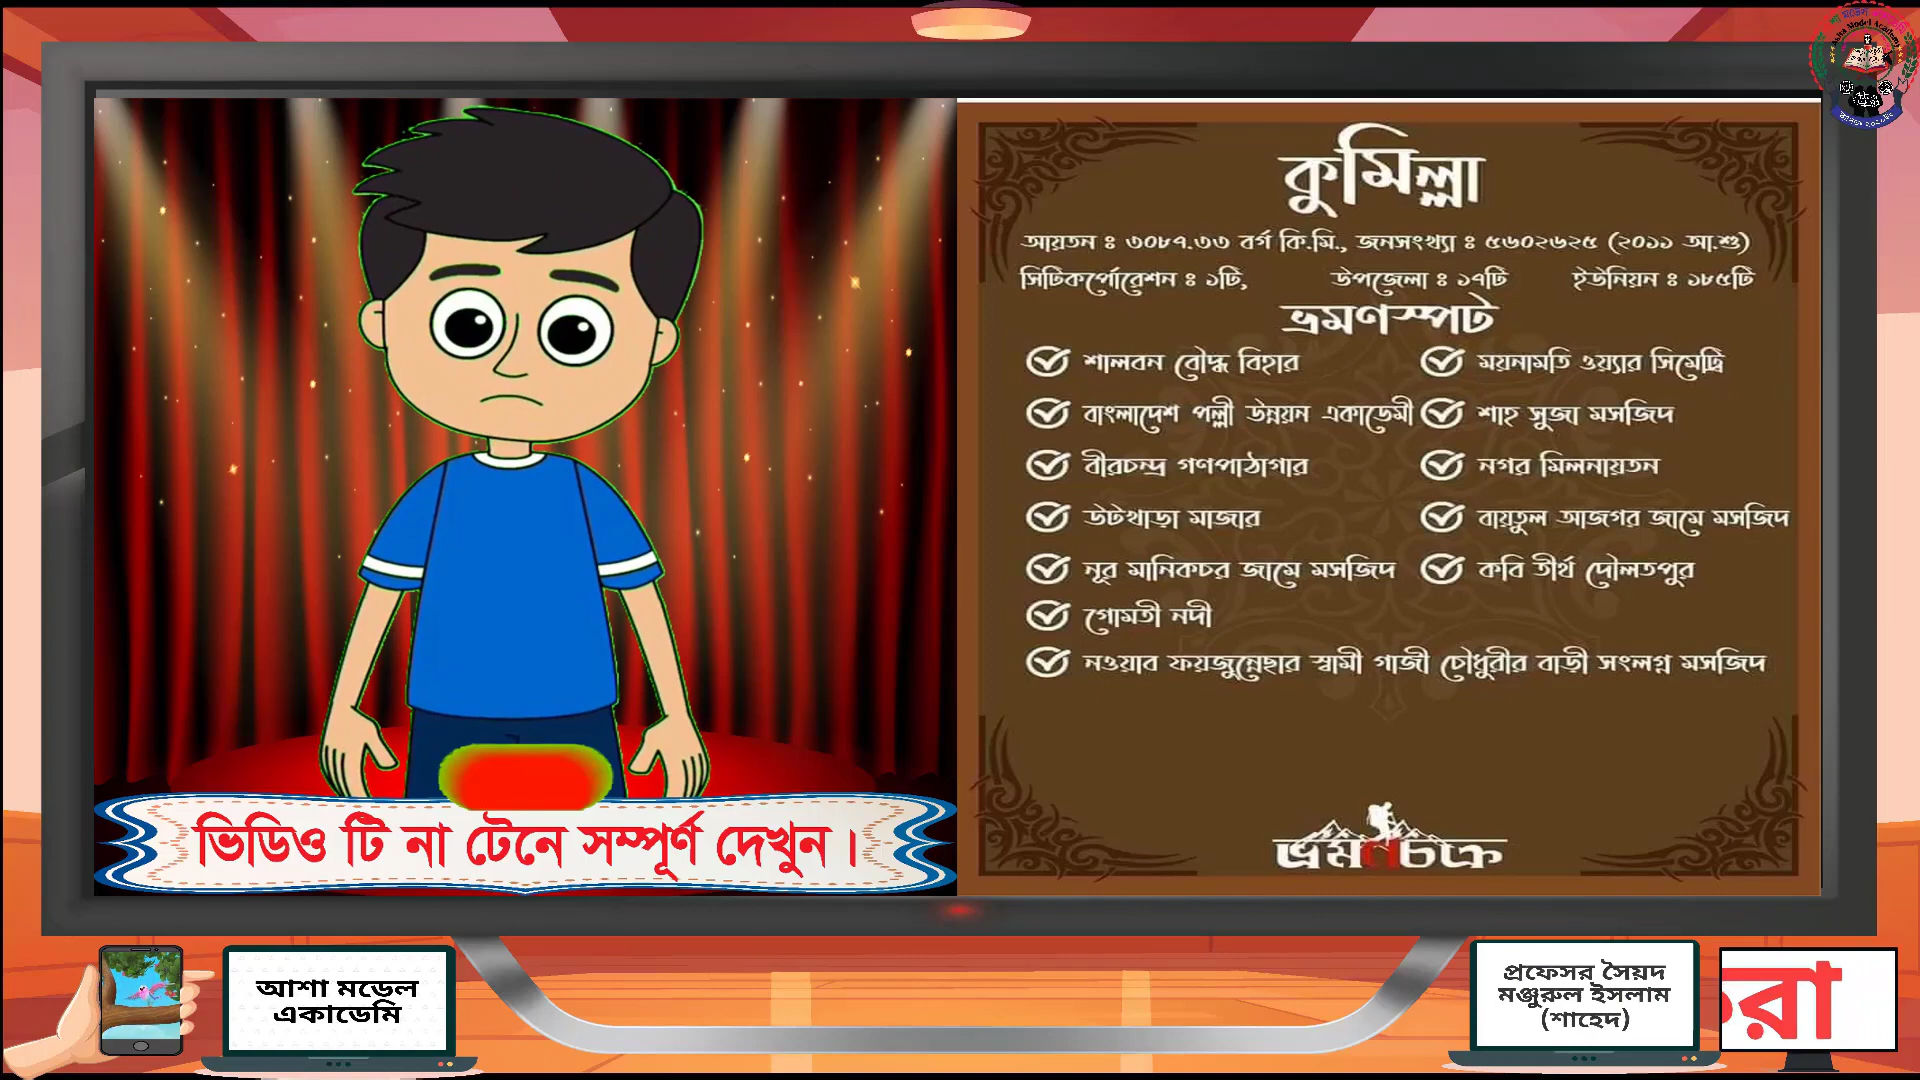 কুমিল্লা
আয়তন ঃ ৩০৮৭.৩৩ বর্গ কি.মি., জনসংখ্যা ঃ ৫৬০২৬২৫ (২০১১ আ.শু)
সিটিকর্পোরেশন ঃ ১টি, উপজেলা ঃ ১৭টি ইউনিয়ন ঃ ১৮৫টি
ভ্রমণস্পট
শালবন বৌদ্ধ বিহার
ময়নামতি ওয়্যার সিমেট্রি
বাংলাদেশ পল্লী উন্নয়ন একাডেমী
শাহ সুজা মসজিদ
বীরচন্দ্র গণপাঠাগার
নগর মিলনায়তন
উটখাড়া মাজার
বায়তুল আজগর জামে মসজিদ
নূর মানিকচর জামে মসজিদ
কবি তীর্থ দৌলতপুর
গোমতী নদী
নওয়াব ফয়জুন্নেছার স্বামী গাজী চৌধুরীর বাড়ী সংলগ্ন মসজিদ
ভ্রমণচক্র
ভিডিও টি না টেনে সম্পূর্ণ দেখুন।
আশা মডেল
একাডেমি
প্রফেসর সৈয়দ
মঞ্জুরুল ইসলাম
(শাহেদ)
করা